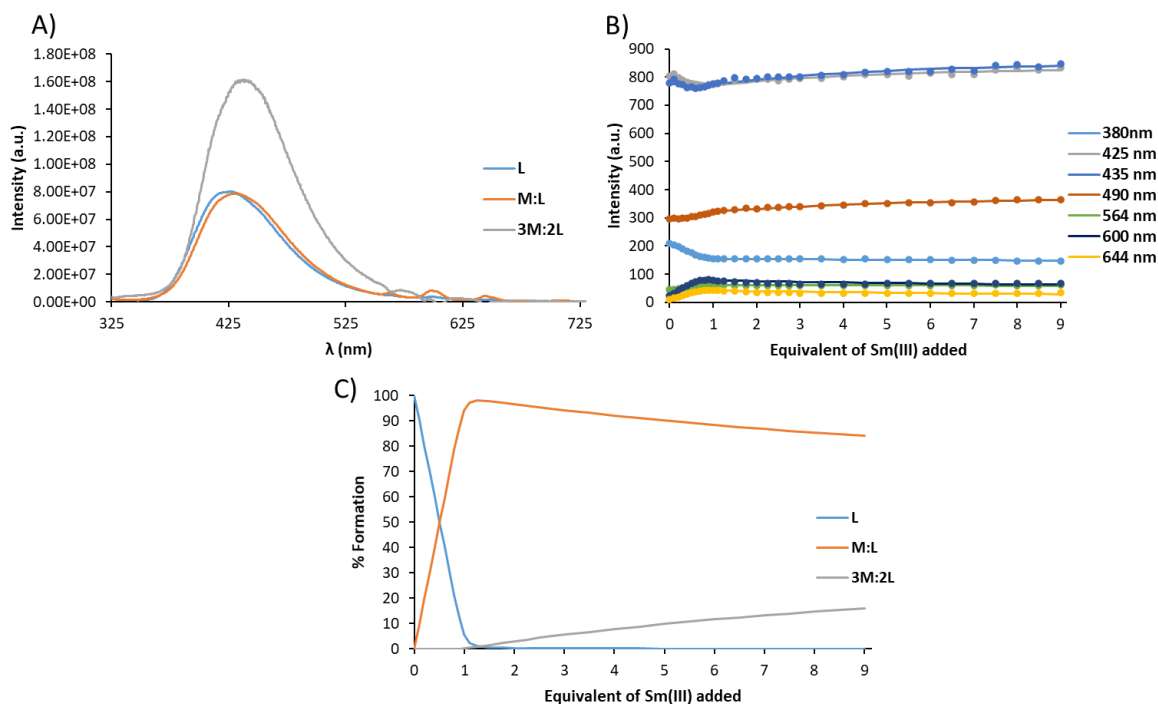 A)
1.80E+08
1.60E+08
1.40E+08
1.20E+08
1.00E+08
8.00E+07
6.00E+07
4.00E+07
2.00E+07
0.00E+00
Intensity (a.u.)
325 425 525 625 725
λ (nm)
L
M:L
3M:2L
B)
900
800
700
600
500
400
300
200
100
0
Intensity (a.u.)
0 1 2 3 4 5 6 7 8 9
Equivalent of Sm(III) added
380nm
425 nm
435 nm
490 nm
564 nm
600 nm
644 nm
C)
100
90
80
70
60
50
40
30
20
10
0
% Formation
0 1 2 3 4 5 6 7 8 9
Equivalent of Sm(III) added
L
M:L
3M:2L